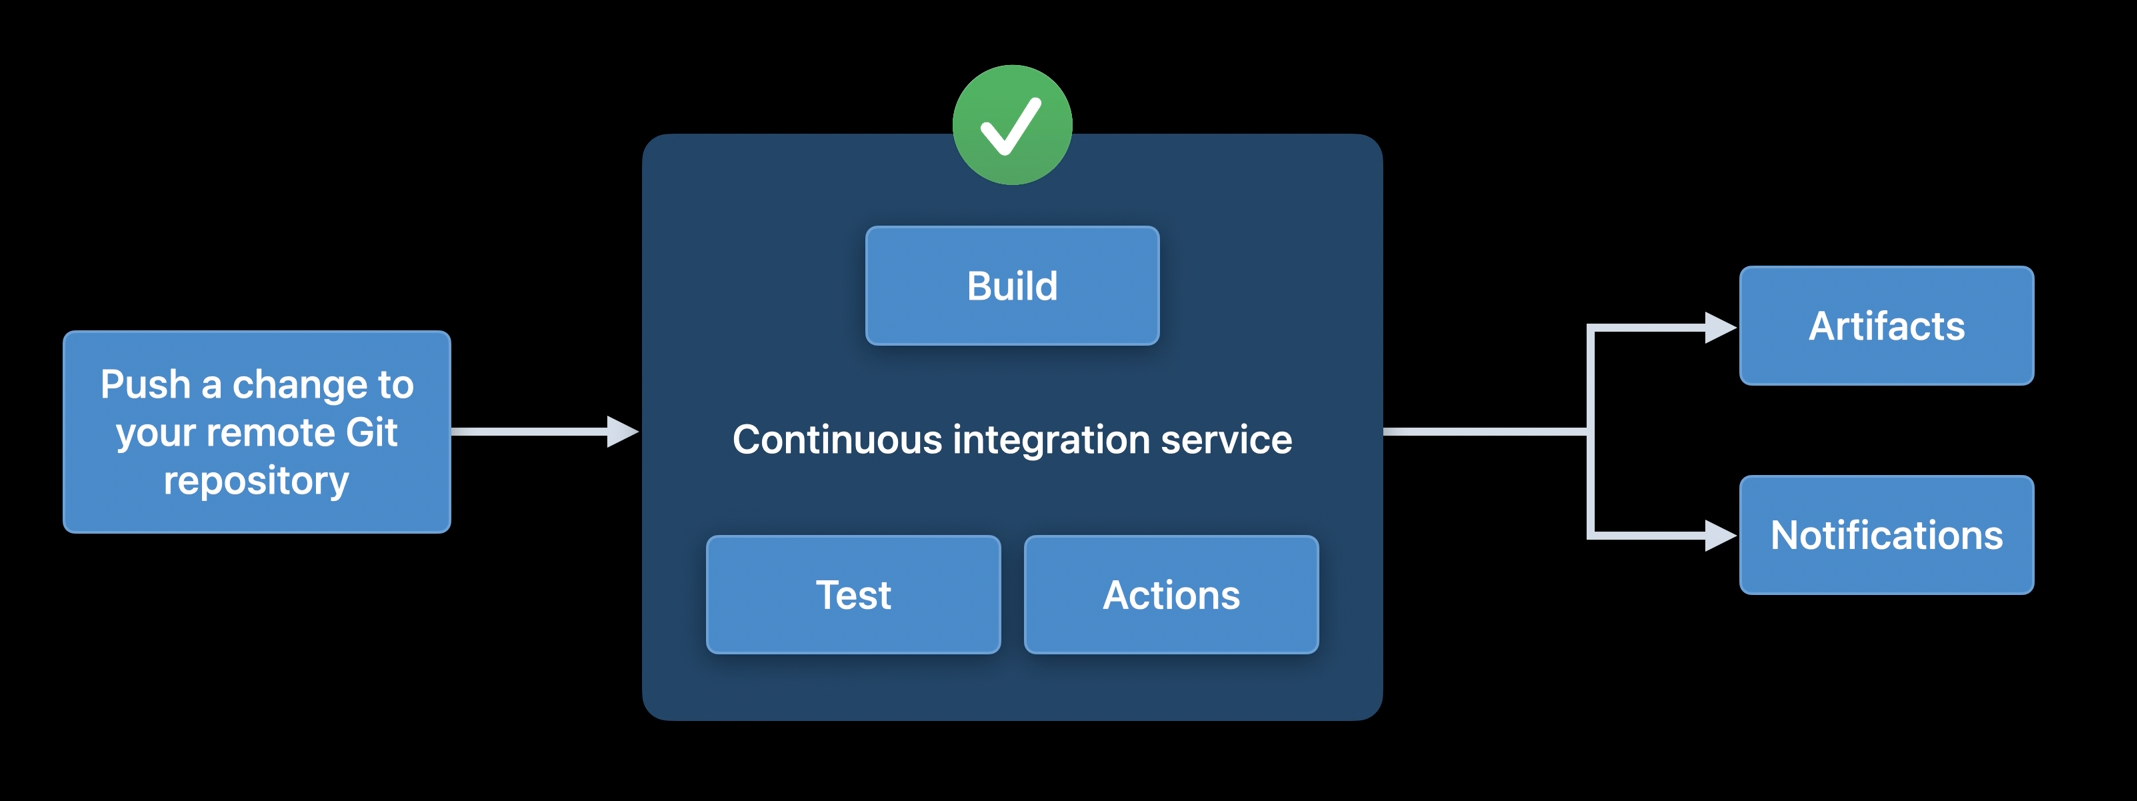 Push a change to
your remote Git
repository
Build
Continuous integration service
Test
Actions
Artifacts
Notifications